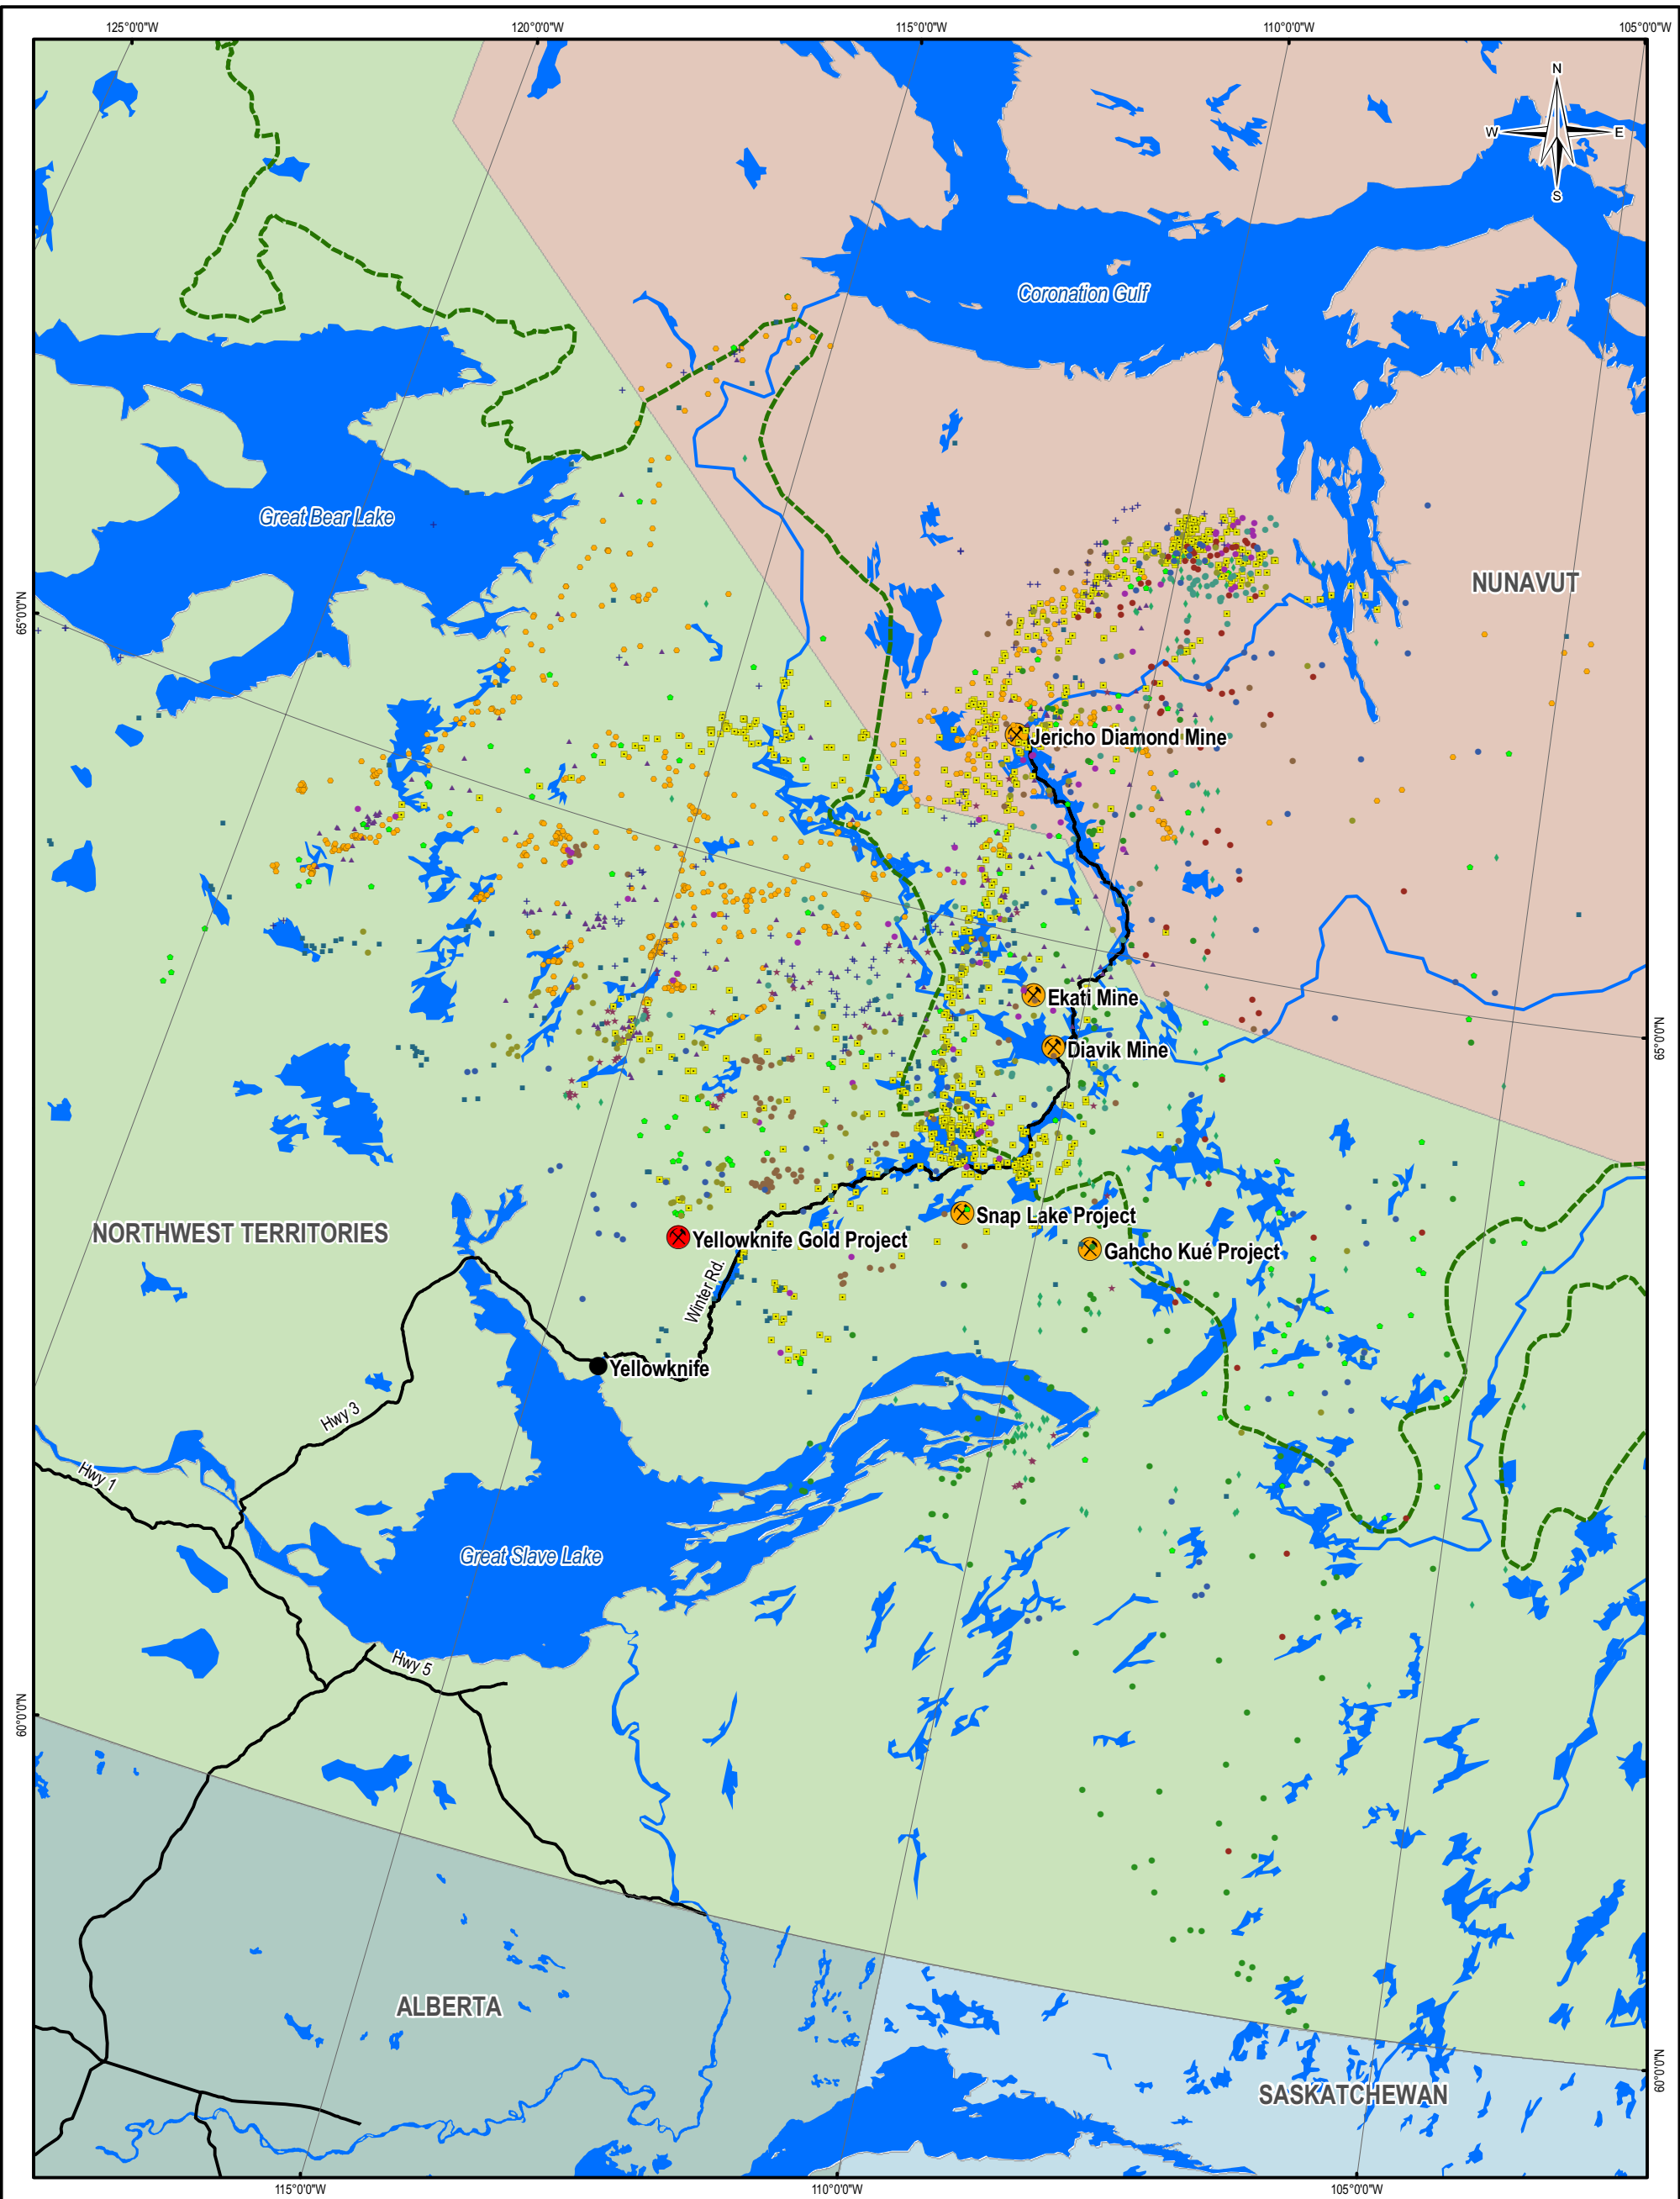 125°0'0"W
120°0'0"W
115°0'0"W
110°0'0"W
105°0'0"W
N
W E
S
Coronation Gulf
Great Bear Lake
NUNAVUT
65°0'0"N
Jericho Diamond Mine
Ekati Mine
Diavik Mine
65°0'0"N
Snap Lake Project
NORTHWEST TERRITORIES
Yellowknife Gold Project
Gahcho Kué Project
Winter Rd.
Yellowknife
Hwy 3
Hwy 1
Great Slave Lake
Hwy 5
60°0'0"N
ALBERTA
60°0'0"N
SASKATCHEWAN
115°0'0"W
110°0'0"W
105°0'0"W